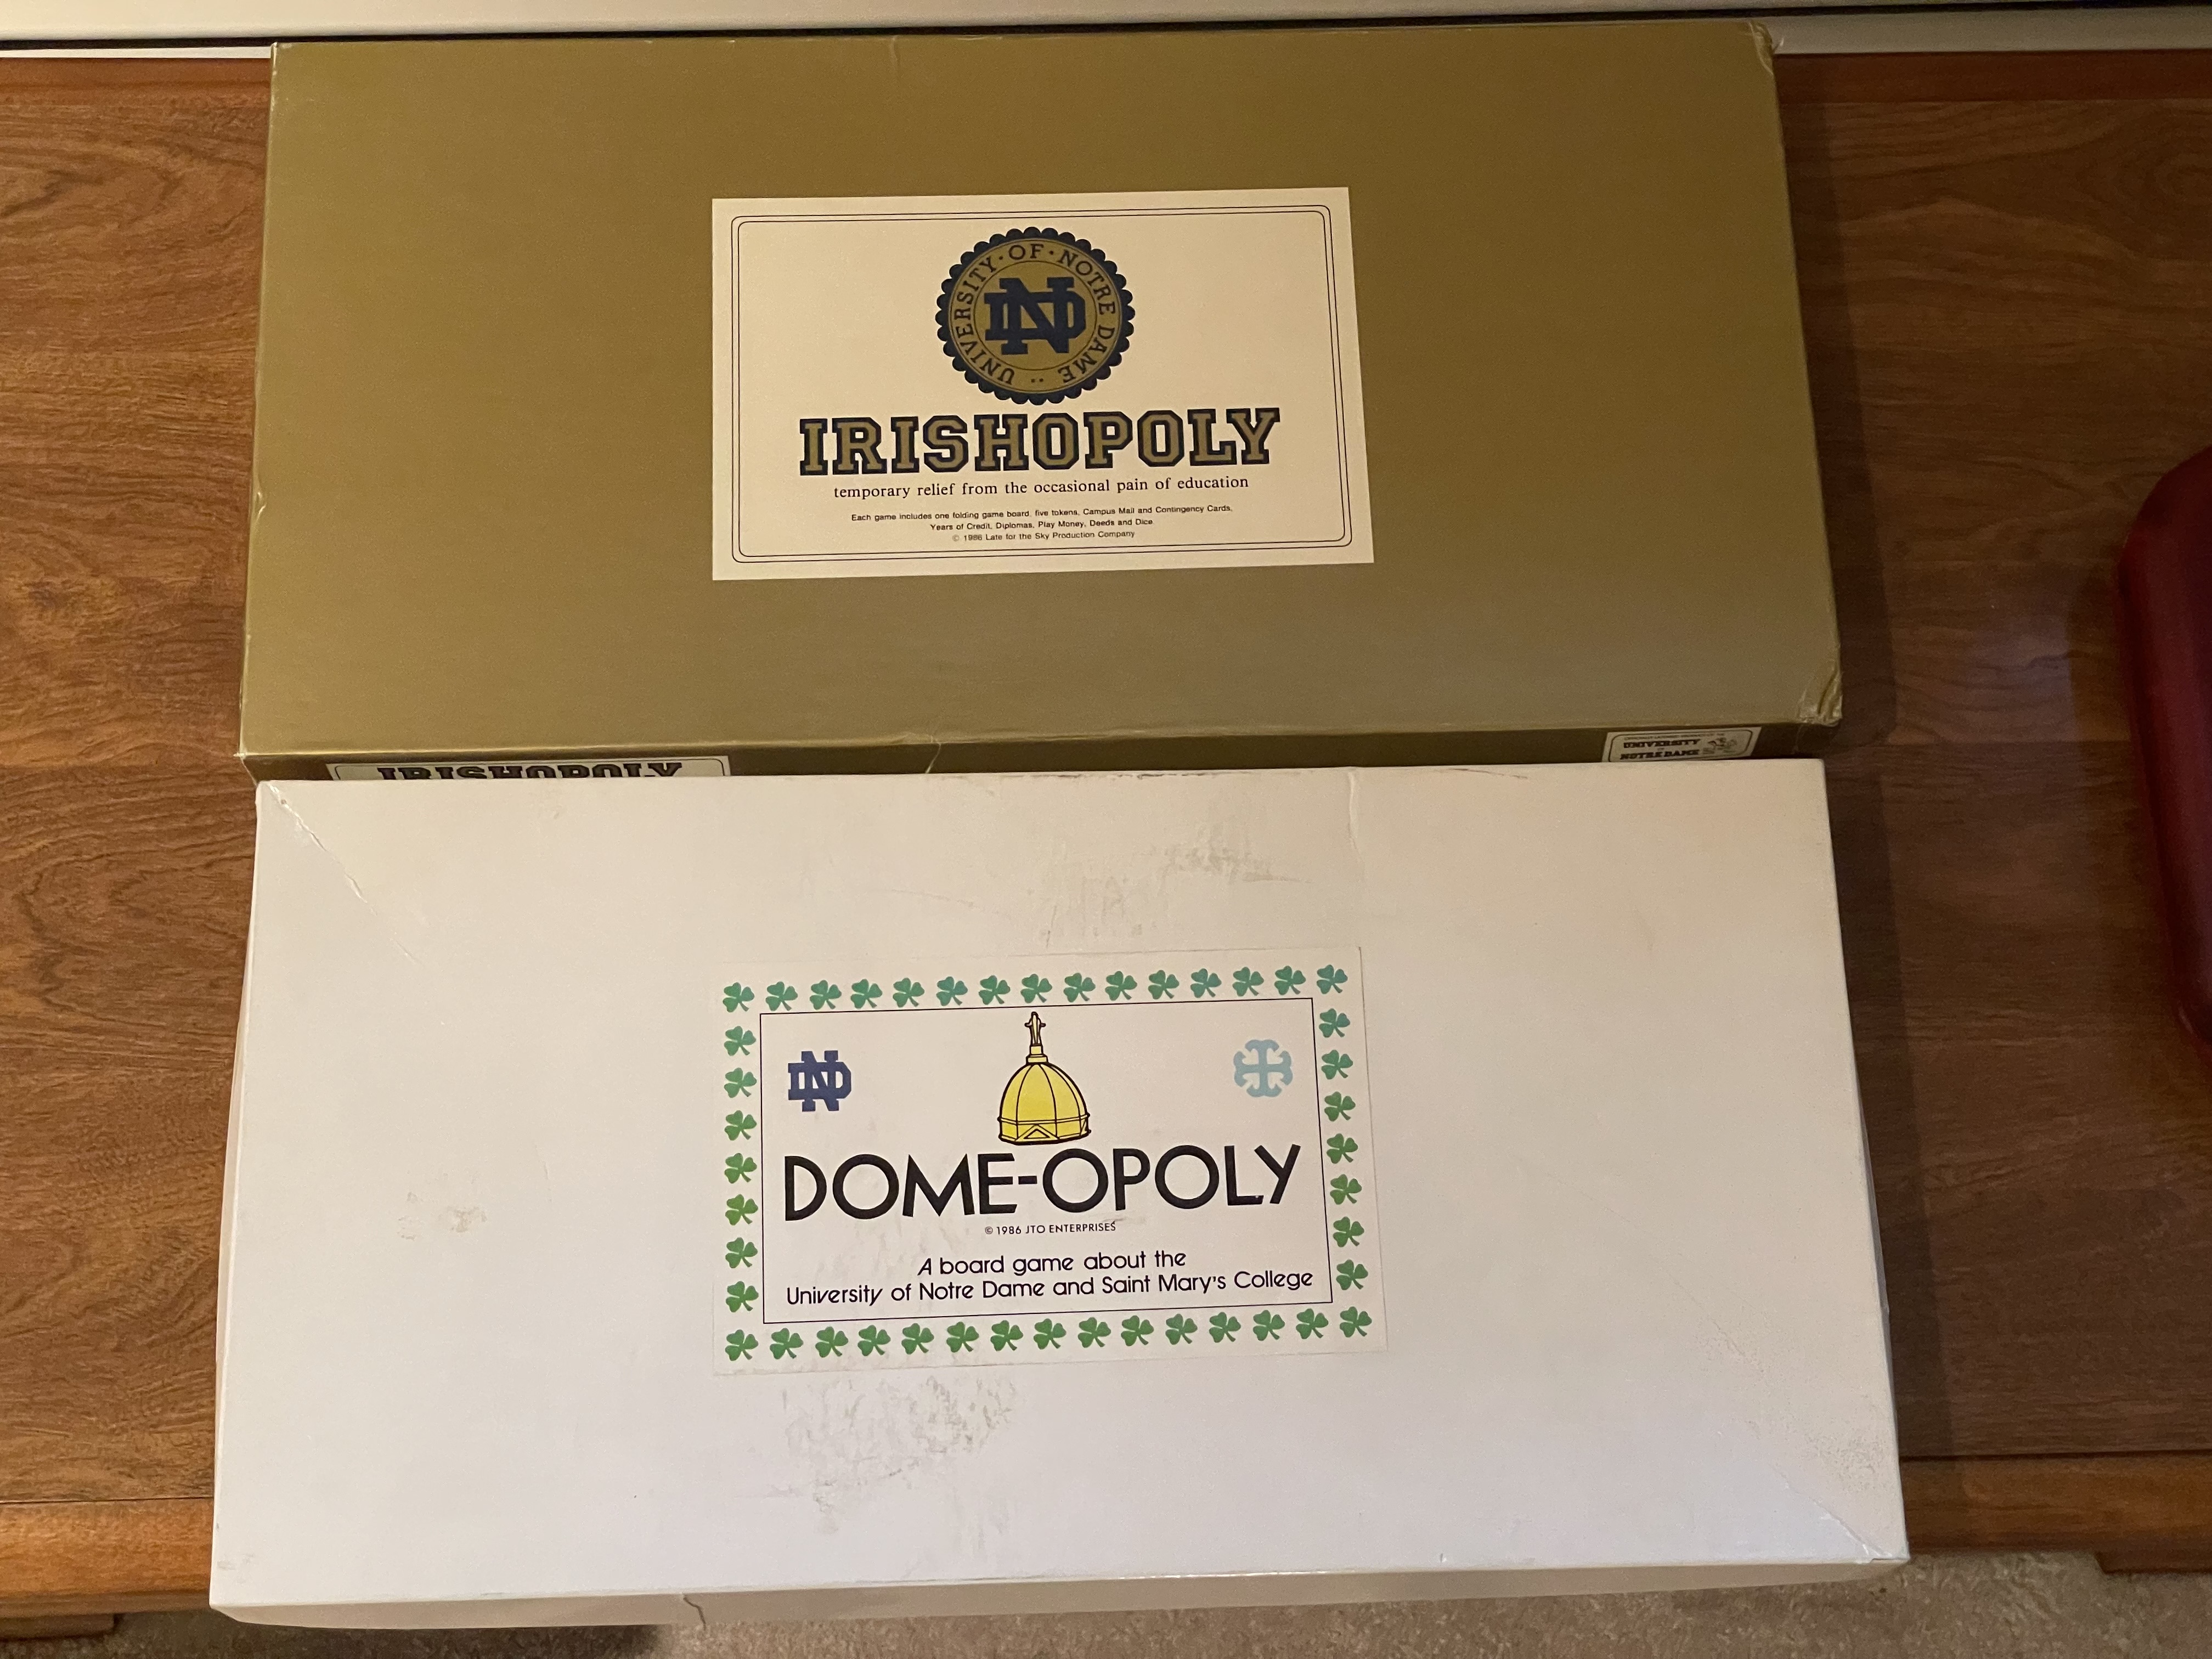 UNIVERSITY · OF · NOTRE DAME
ND
IRISHOPOLY
temporary relief from the occasional pain of education
Each game includes one folding game board, five tokens, Campus Mail and Contingency Cards,
Years of Credit, Diplomas, Play Money, Deeds and Dice
© 1986 Late for the Sky Production Company
IRISHOPOLY
UNIVERSITY
NOTRE DAME
ND
DOME-OPOLY
© 1986 JTO ENTERPRISES
A board game about the
University of Notre Dame and Saint Mary's College